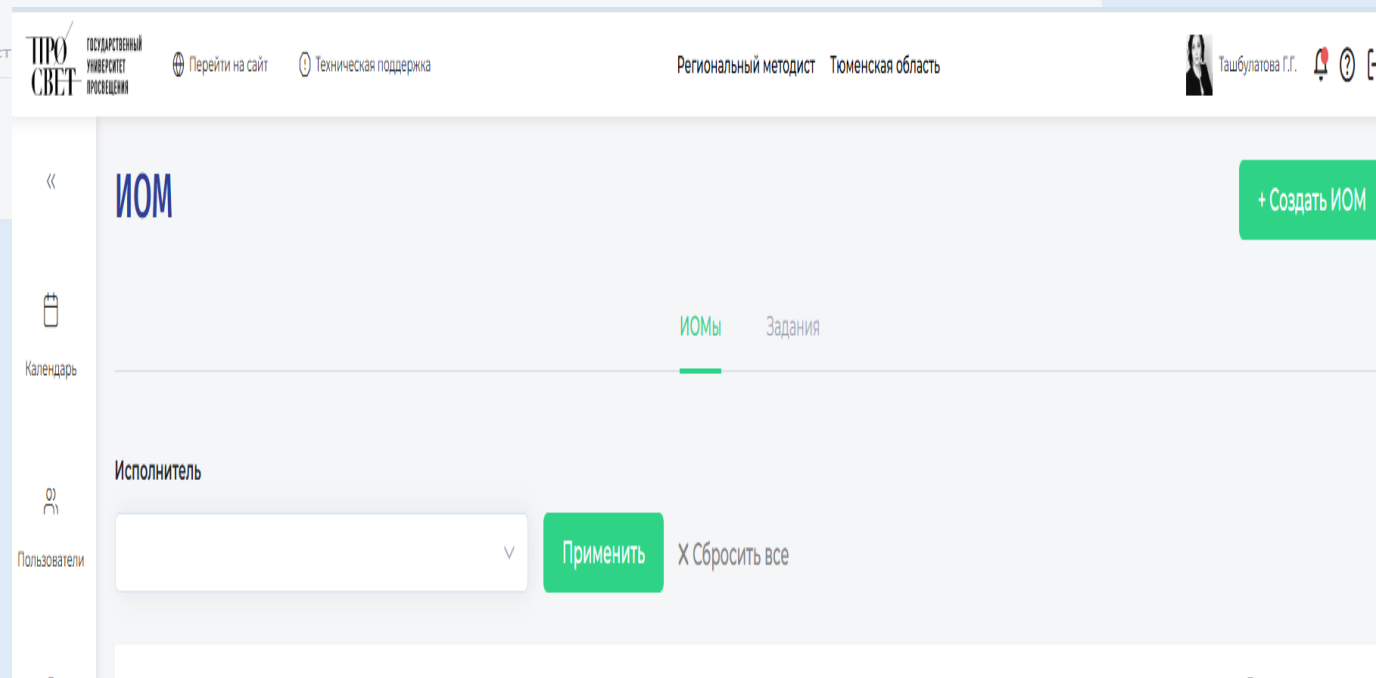 ПРО
СВЕТ
ГОСУДАРСТВЕННЫЙ
УНИВЕРСИТЕТ
ПРОСВЕЩЕНИЯ
Перейти на сайт
Техническая поддержка
Региональный методист Тюменская область
Ташбулатова Г.Г.
ИОМ
+ Создать ИОМ
Календарь
ИОМы
Задания
Исполнитель
Пользователи
Применить
X Сбросить все